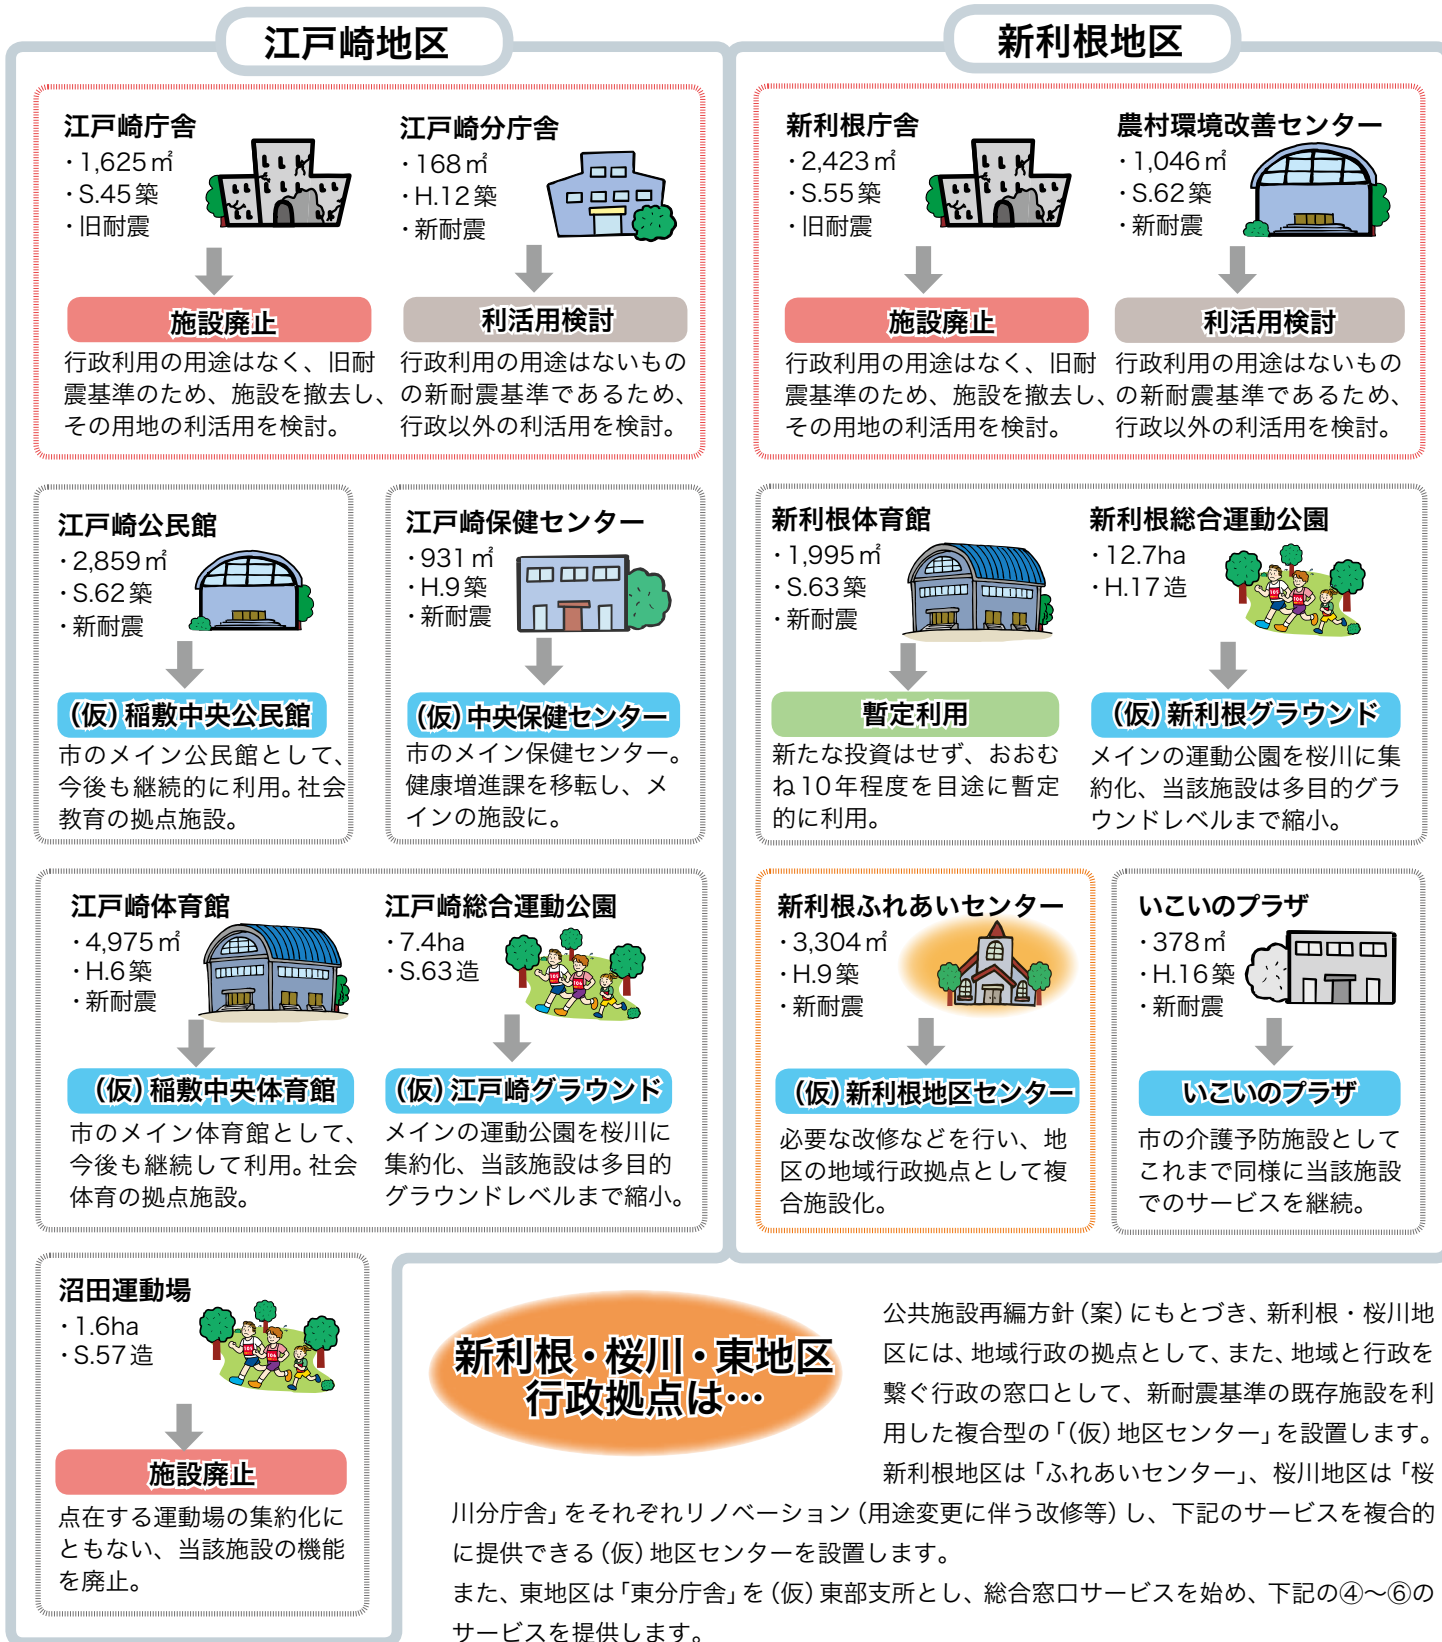 江戸崎地区
江戸崎庁舎
・1,625㎡
・S.45築
・旧耐震
施設廃止
行政利用の用途はなく、旧耐
震基準のため、施設を撤去し、
その用地の利活用を検討。
江戸崎分庁舎
・168㎡
・H.12築
・新耐震
利活用検討
行政利用の用途はないもの
の新耐震基準であるため、
行政以外の利活用を検討。
江戸崎公民館
・2,859㎡
・S.62築
・新耐震
（仮）稲敷中央公民館
市のメイン公民館として、
今後も継続的に利用。社会
教育の拠点施設。
江戸崎保健センター
・931㎡
・H.9築
・新耐震
（仮）中央保健センター
市のメイン保健センター。
健康増進課を移転し、メ
インの施設に。
江戸崎体育館
・4,975㎡
・H.6築
・新耐震
（仮）稲敷中央体育館
市のメイン体育館として、
今後も継続して利用。社会
体育の拠点施設。
江戸崎総合運動公園
・7.4ha
・S.63造
（仮）江戸崎グラウンド
メインの運動公園を桜川に
集約化、当該施設は多目的
グラウンドレベルまで縮小。
沼田運動場
・1.6ha
・S.57造
施設廃止
点在する運動場の集約化に
ともない、当該施設の機能
を廃止。
新利根地区
新利根庁舎
・2,423㎡
・S.55築
・旧耐震
施設廃止
行政利用の用途はなく、旧耐
震基準のため、施設を撤去し、
その用地の利活用を検討。
農村環境改善センター
・1,046㎡
・S.62築
・新耐震
利活用検討
行政利用の用途はないもの
の新耐震基準であるため、
行政以外の利活用を検討。
新利根体育館
・1,995㎡
・S.63築
・新耐震
暫定利用
新たな投資はせず、おおむ
ね10年程度を目途に暫定
的に利用。
新利根総合運動公園
・12.7ha
・H.17造
（仮）新利根グラウンド
メインの運動公園を桜川に集
約化、当該施設は多目的グラ
ウンドレベルまで縮小。
新利根ふれあいセンター
・3,304㎡
・H.9築
・新耐震
（仮）新利根地区センター
必要な改修などを行い、地
区の地域行政拠点として複
合施設化。
いこいのプラザ
・378㎡
・H.16築
・新耐震
いこいのプラザ
市の介護予防施設として
これまで同様に当該施設
でのサービスを継続。
新利根・桜川・東地区
行政拠点は…
公共施設再編方針（案）にもとづき、新利根・桜川地
区には、地域行政の拠点として、また、地域と行政を
繋ぐ行政の窓口として、新耐震基準の既存施設を利
用した複合型の「（仮）地区センター」を設置します。
新利根地区は「ふれあいセンター」、桜川地区は「桜
川分庁舎」をそれぞれリノベーション（用途変更に伴う改修等）し、下記のサービスを複合的
に提供できる（仮）地区センターを設置します。
また、東地区は「東分庁舎」を（仮）東部支所とし、総合窓口サービスを始め、下記の④〜⑥の
サービスを提供します。